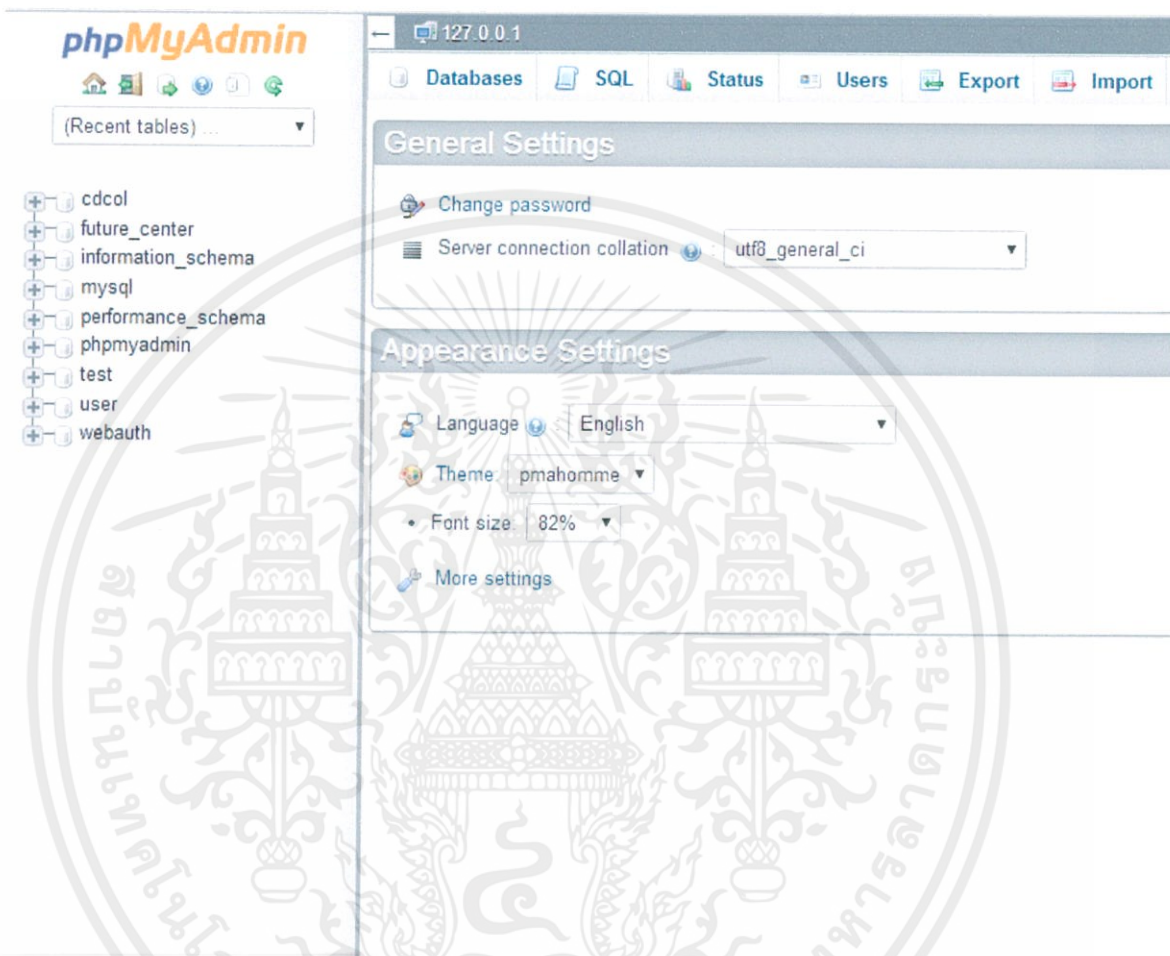 phpMyAdmin
(Recent tables) ...
cdcol
future_center
information_schema
mysql
performance_schema
phpmyadmin
test
user
webauth
127.0.0.1
Databases SQL Status Users Export Import
General Settings
Change password
Server connection collation : utf8_general_ci
Appearance Settings
Language : English
Theme: pmahomme
Font size: 82%
More settings